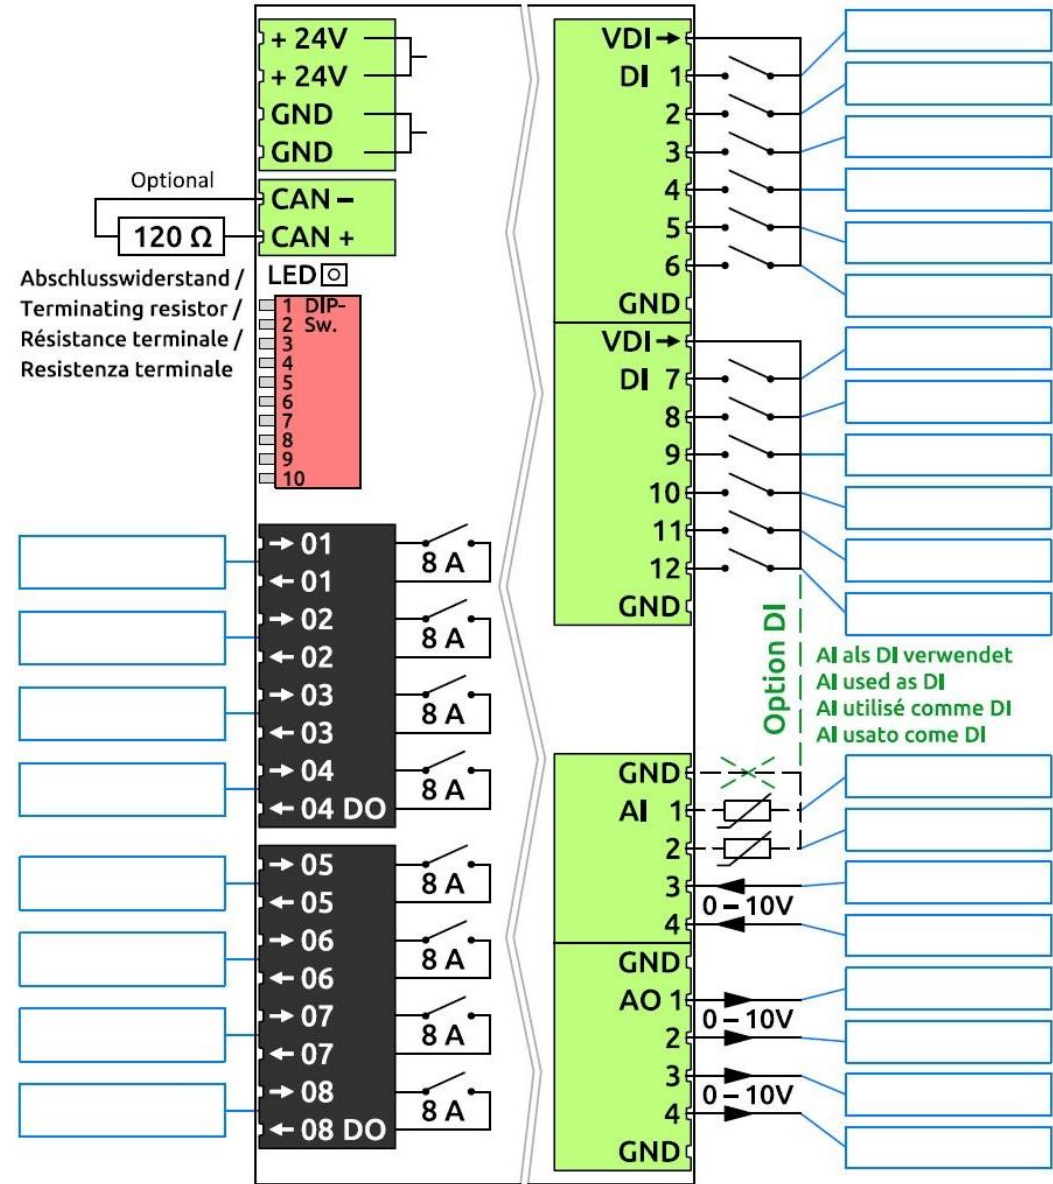 + 24V
+ 24V
GND
GND
Optional
CAN –
CAN +
120 Ω
Abschlusswiderstand /
Terminating resistor /
Résistance terminale /
Resistenza terminale
LED
1 DIP-
2 Sw.
3
4
5
6
7
8
9
10
→ 01
← 01
8 A
→ 02
← 02
8 A
→ 03
← 03
8 A
→ 04
← 04 DO
8 A
→ 05
← 05
8 A
→ 06
← 06
8 A
→ 07
← 07
8 A
→ 08
← 08 DO
8 A
VDI→
DI 1
2
3
4
5
6
GND
VDI→
DI 7
8
9
10
11
12
GND
Option DI
AI als DI verwendet
AI used as DI
AI utilisé comme DI
AI usato come DI
GND
AI 1
2
3
0 – 10V
4
GND
AO 1
0 – 10V
2
3
0 – 10V
4
GND